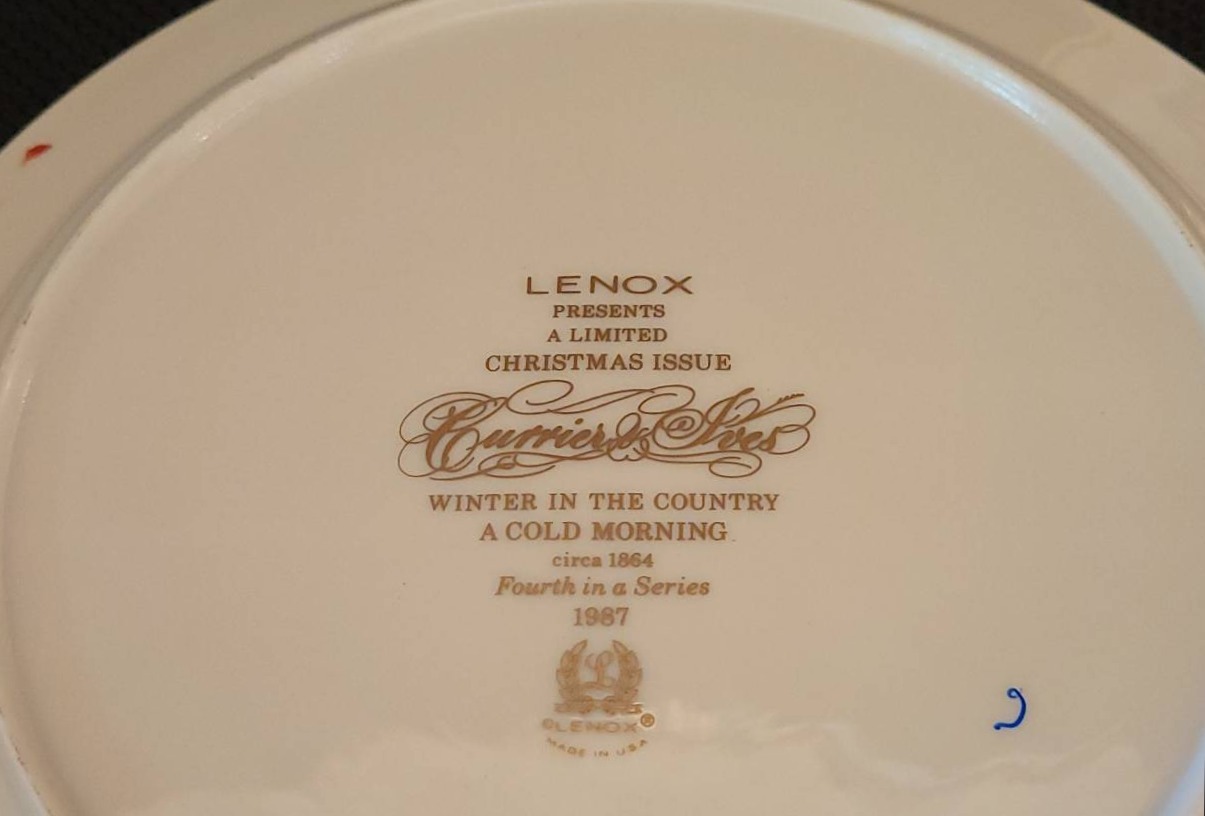 LENOX
PRESENTS
A LIMITED
CHRISTMAS ISSUE
Currier & Ives
WINTER IN THE COUNTRY
A COLD MORNING
circa 1864
Fourth in a Series
1987
L
©LENOX®
MADE IN USA